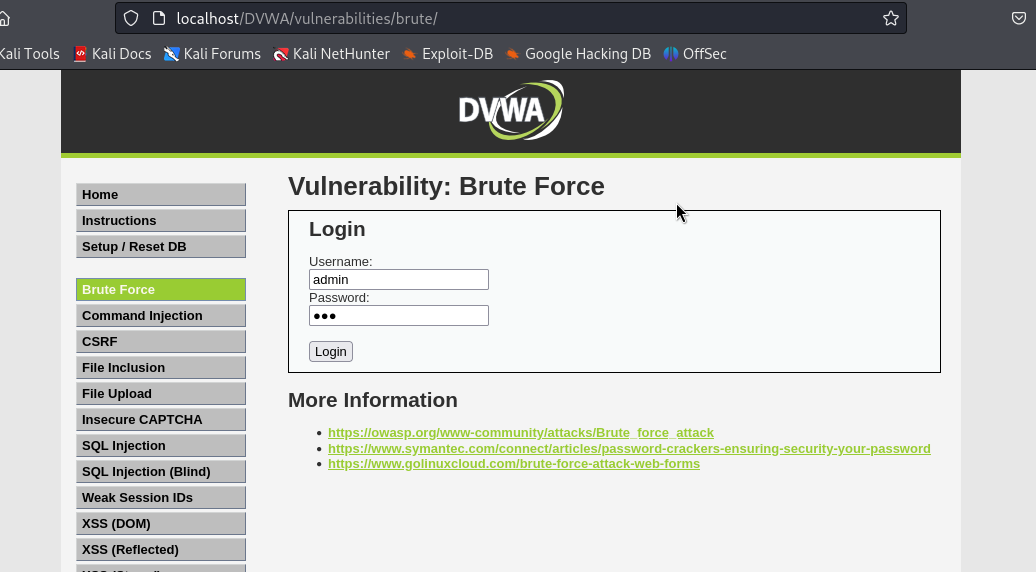 localhost/DVWA/vulnerabilities/brute/
Kali Tools Kali Docs Kali Forums Kali NetHunter Exploit-DB Google Hacking DB OffSec
DVWA
Vulnerability: Brute Force
Home
Instructions
Setup / Reset DB
Brute Force
Command Injection
CSRF
File Inclusion
File Upload
Insecure CAPTCHA
SQL Injection
SQL Injection (Blind)
Weak Session IDs
XSS (DOM)
XSS (Reflected)
Login
Username:
admin
Password:
●●●
Login
More Information
• https://owasp.org/www-community/attacks/Brute_force_attack
• https://www.symantec.com/connect/articles/password-crackers-ensuring-security-your-password
• https://www.golinuxcloud.com/brute-force-attack-web-forms